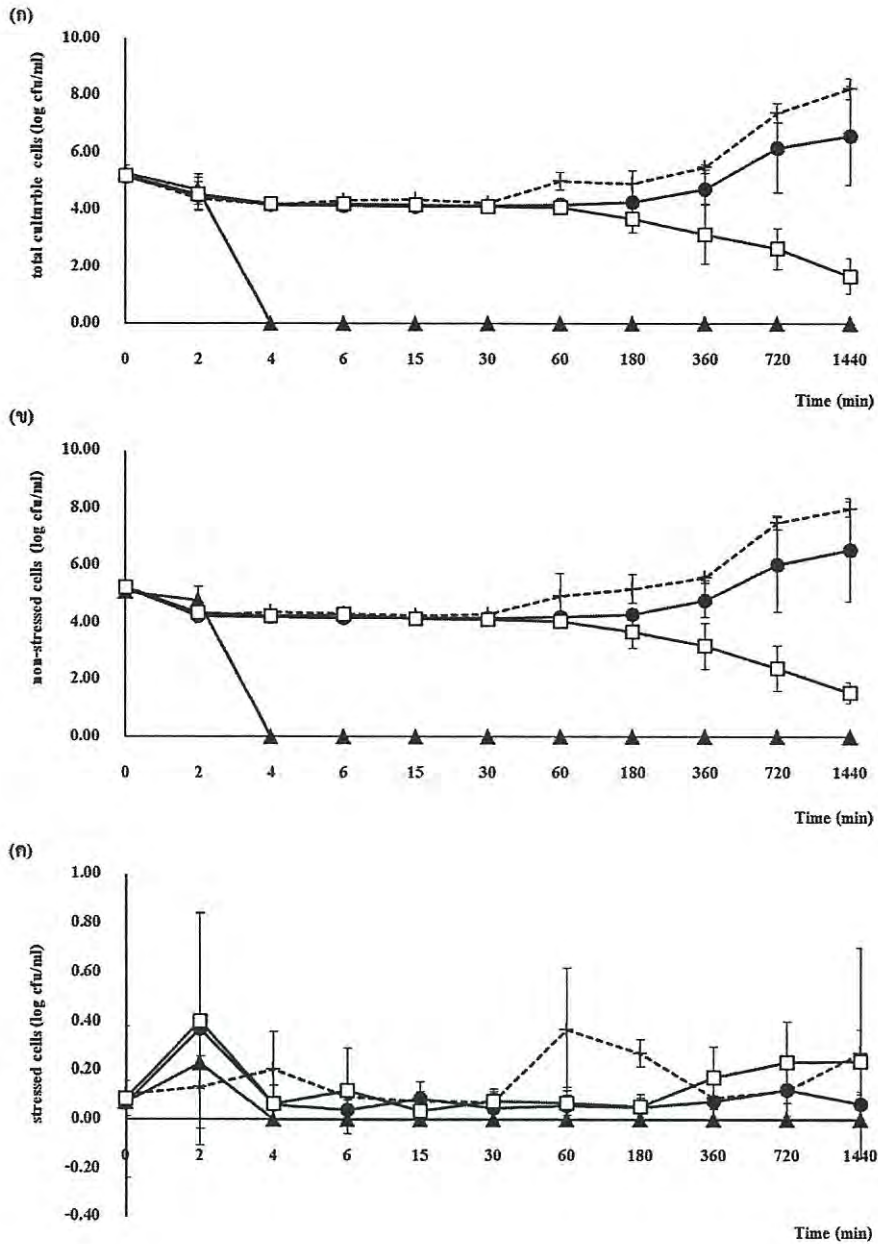 (ก)
total culturble cells (log cfu/ml)
10.00
8.00
6.00
4.00
2.00
0.00
0 2 4 6 15 30 60 180 360 720 1440
Time (min)
(ข)
non-stressed cells (log cfu/ml)
10.00
8.00
6.00
4.00
2.00
0.00
0 2 4 6 15 30 60 180 360 720 1440
Time (min)
(ค)
stressed cells (log cfu/ml)
1.00
0.80
0.60
0.40
0.20
0.00
-0.20
-0.40
0 2 4 6 15 30 60 180 360 720 1440
Time (min)